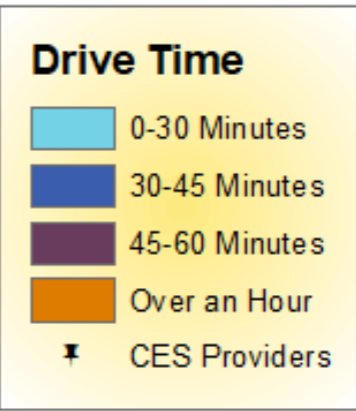 Drive Time
0-30 Minutes
30-45 Minutes
45-60 Minutes
Over an Hour
CES Providers